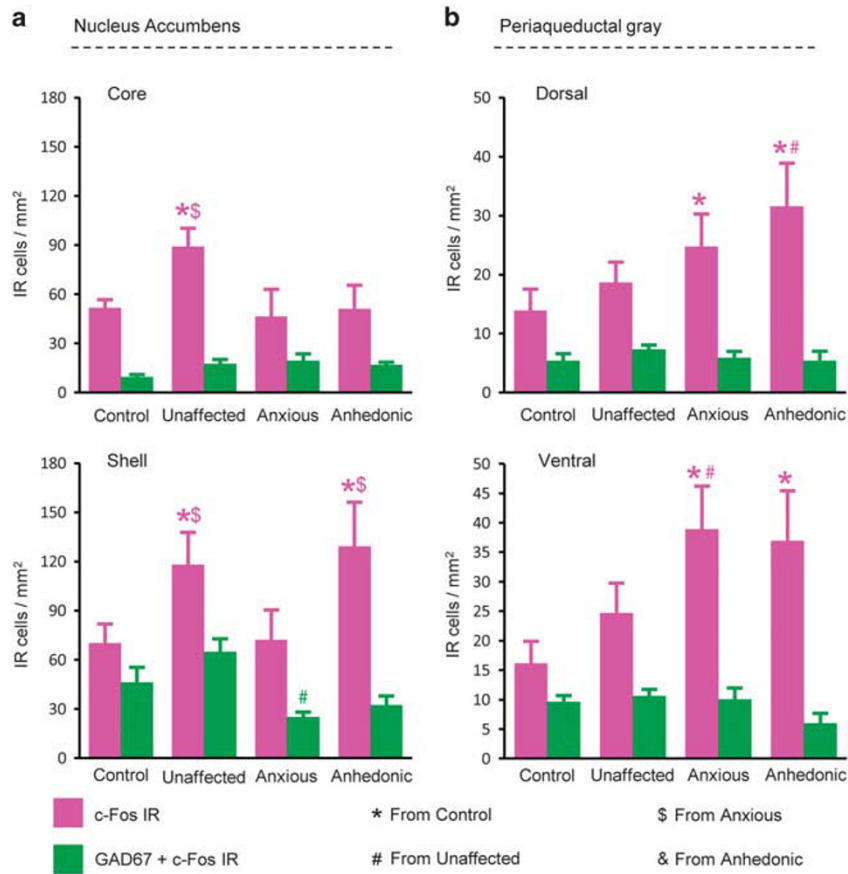 a
Nucleus Accumbens
Core
IR cells / mm²
180
150
120
90
60
30
0
*$
Control Unaffected Anxious Anhedonic
Shell
IR cells / mm²
180
150
120
90
60
30
0
*$
#
*$
Control Unaffected Anxious Anhedonic
b
Periaqueductal gray
Dorsal
IR cells / mm²
50
40
30
20
10
0
*
*#
Control Unaffected Anxious Anhedonic
Ventral
IR cells / mm²
50
45
40
35
30
25
20
15
10
5
0
*#
*
Control Unaffected Anxious Anhedonic
c-Fos IR * From Control $ From Anxious
GAD67 + c-Fos IR # From Unaffected & From Anhedonic